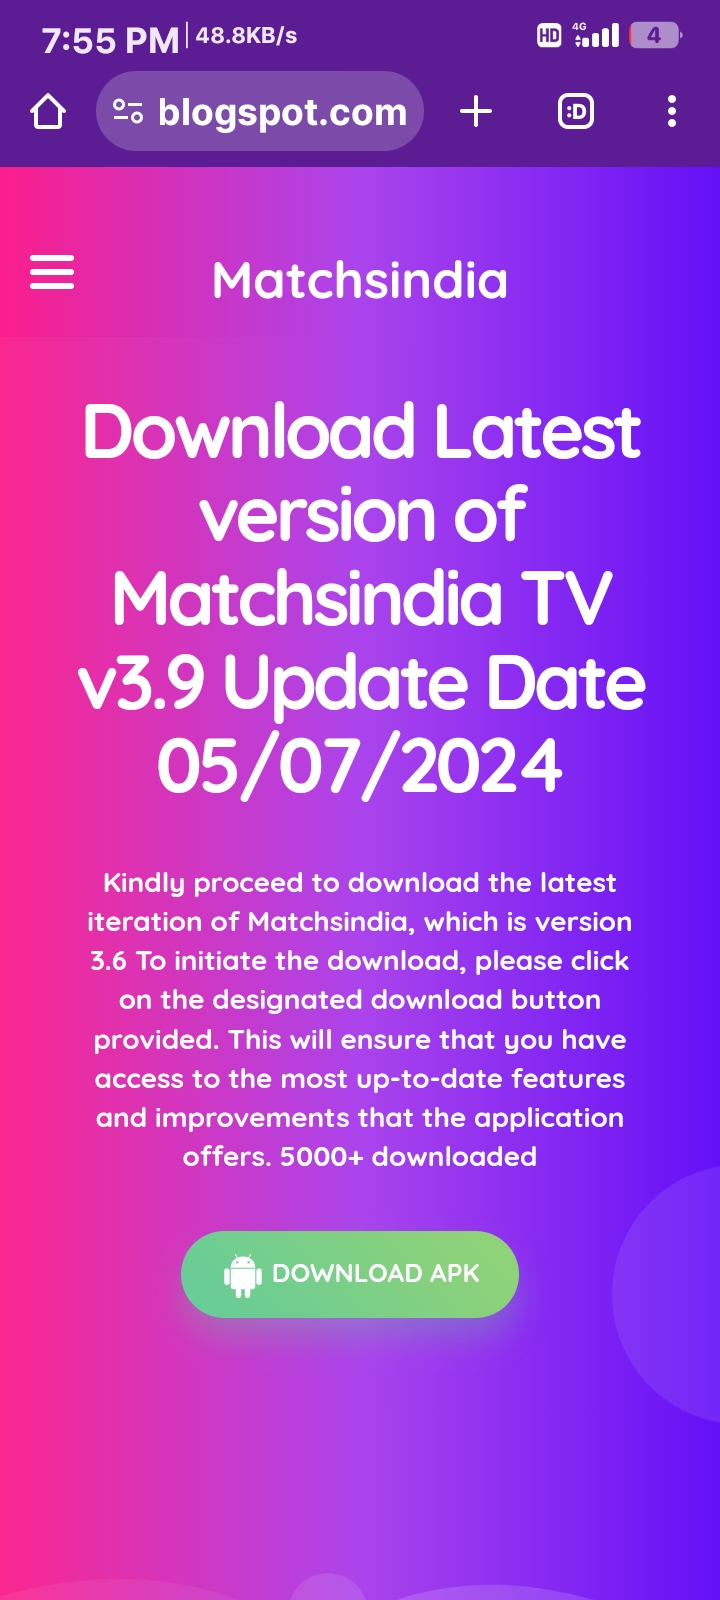 7:55 PM 48.8KB/s HD 4G 4
blogspot.com :D
Matchsindia
Download Latest
version of
Matchsindia TV
v3.9 Update Date
05/07/2024
Kindly proceed to download the latest
iteration of Matchsindia, which is version
3.6 To initiate the download, please click
on the designated download button
provided. This will ensure that you have
access to the most up-to-date features
and improvements that the application
offers. 5000+ downloaded
DOWNLOAD APK